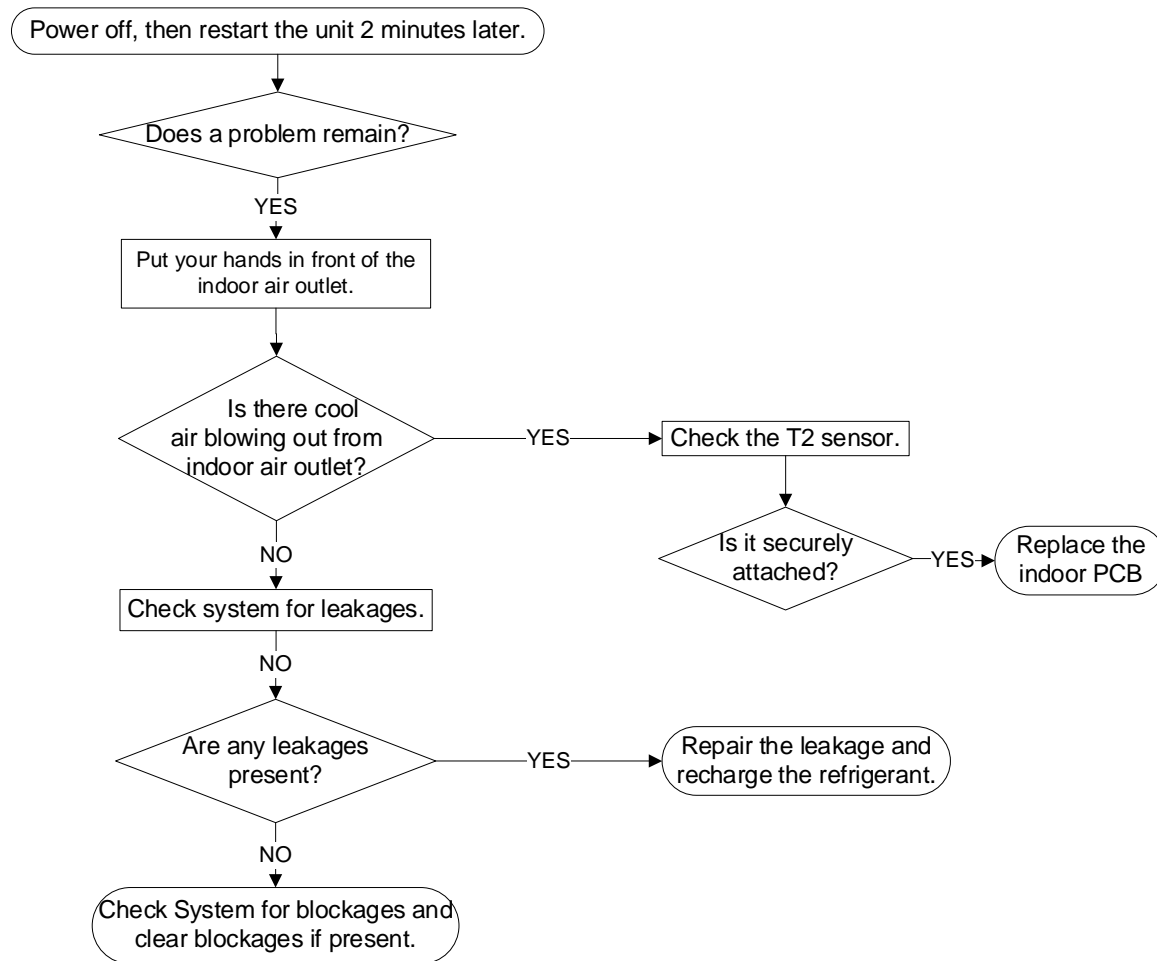 Power off, then restart the unit 2 minutes later.
Does a problem remain?
YES
Put your hands in front of the
indoor air outlet.
Is there cool
air blowing out from
indoor air outlet?
YES
Check the T2 sensor.
Is it securely
attached?
YES
Replace the
indoor PCB
NO
Check system for leakages.
NO
Are any leakages
present?
YES
Repair the leakage and
recharge the refrigerant.
NO
Check System for blockages and
clear blockages if present.